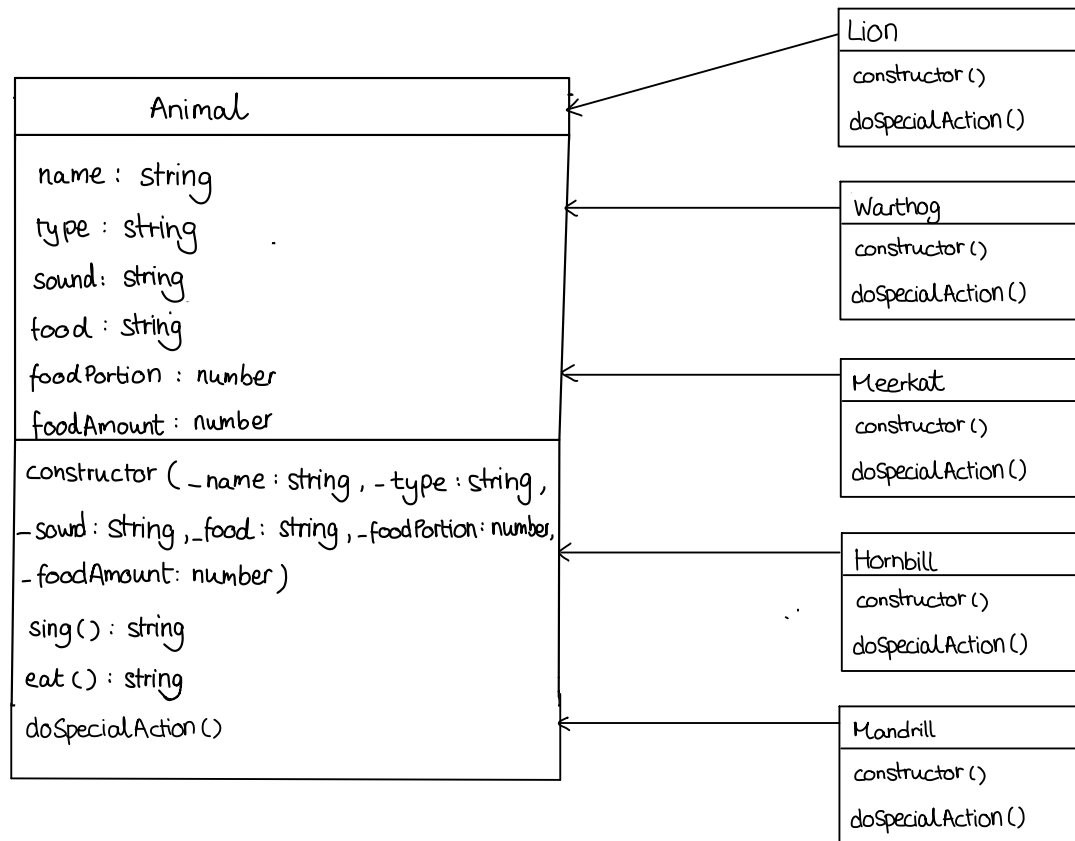 Animal
name : string
type : string
sound: string
food : string
foodPortion : number
foodAmount : number
constructor ( _name : string, _type : string,
_sound: string, _food : string, _foodPortion: number,
_foodAmount: number)
sing() : string
eat() : string
doSpecialAction()
Lion
constructor()
doSpecialAction()
Warthog
constructor()
doSpecialAction()
Meerkat
constructor()
doSpecialAction()
Hornbill
constructor()
doSpecialAction()
Mandrill
constructor()
doSpecialAction()